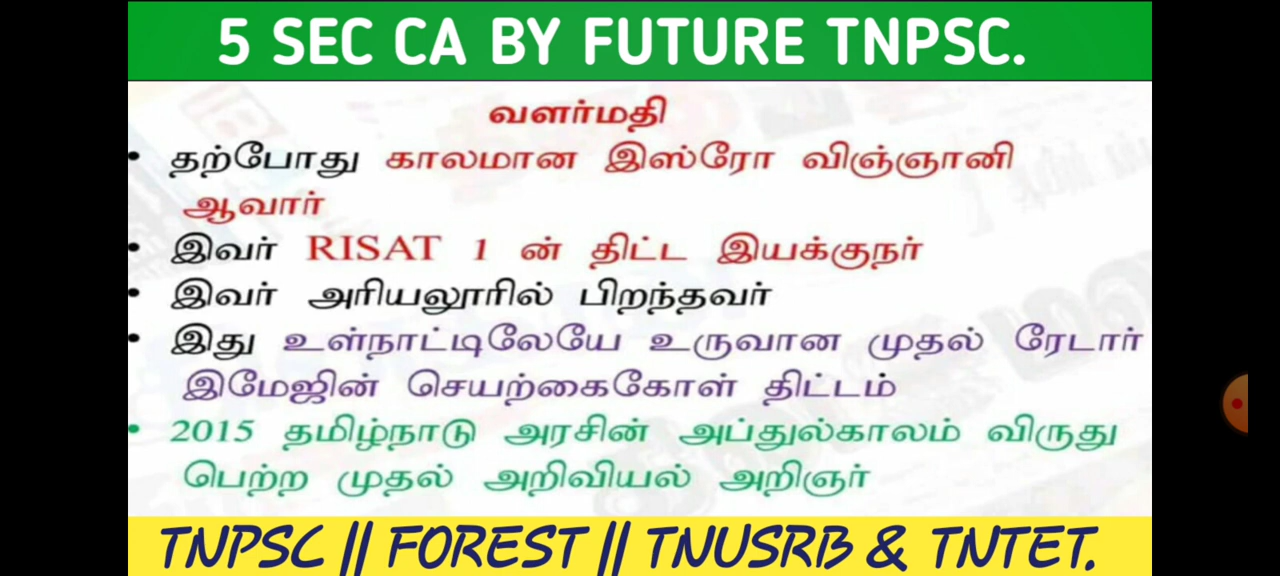 5 SEC CA BY FUTURE TNPSC.
வளர்மதி
• தற்போது காலமான இஸ்ரோ விஞ்ஞானி
ஆவார்
• இவர் RISAT 1 ன் திட்ட இயக்குநர்
• இவர் அரியலூரில் பிறந்தவர்
• இது உள்நாட்டிலேயே உருவான முதல் ரேடார்
இமேஜின் செயற்கைகோள் திட்டம்
• 2015 தமிழ்நாடு அரசின் அப்துல்காலம் விருது
பெற்ற முதல் அறிவியல் அறிஞர்
TNPSC || FOREST || TNUSRB & TNTET.